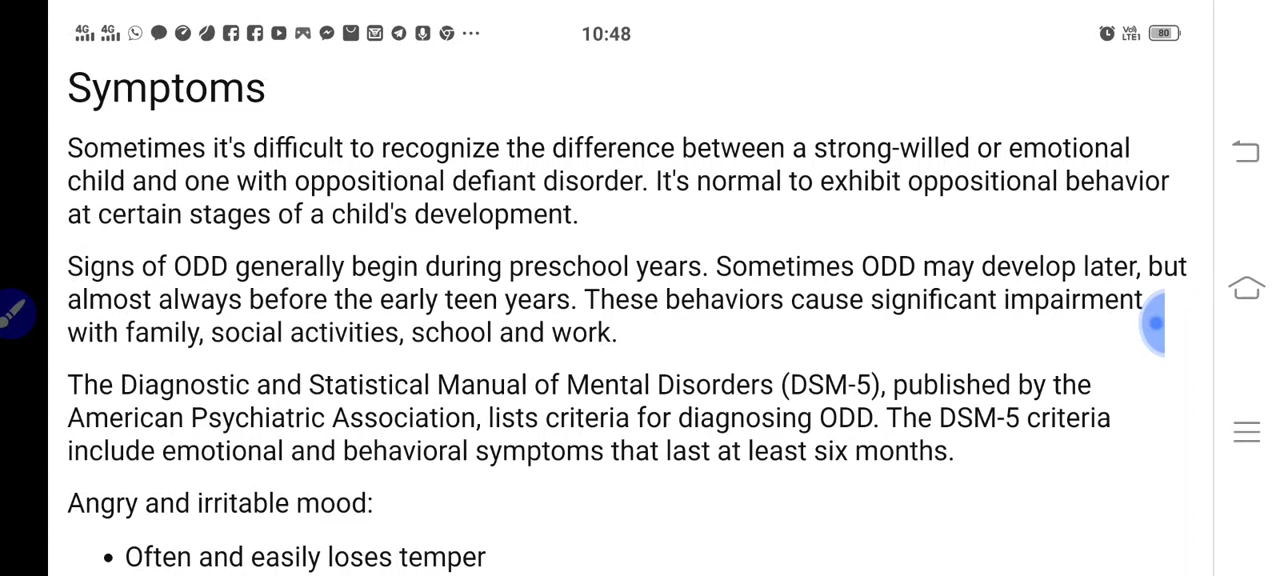 4G 4G 10:48 Vo) LTE1 80
Symptoms
Sometimes it's difficult to recognize the difference between a strong-willed or emotional
child and one with oppositional defiant disorder. It's normal to exhibit oppositional behavior
at certain stages of a child's development.
Signs of ODD generally begin during preschool years. Sometimes ODD may develop later, but
almost always before the early teen years. These behaviors cause significant impairment
with family, social activities, school and work.
The Diagnostic and Statistical Manual of Mental Disorders (DSM-5), published by the
American Psychiatric Association, lists criteria for diagnosing ODD. The DSM-5 criteria
include emotional and behavioral symptoms that last at least six months.
Angry and irritable mood:
• Often and easily loses temper